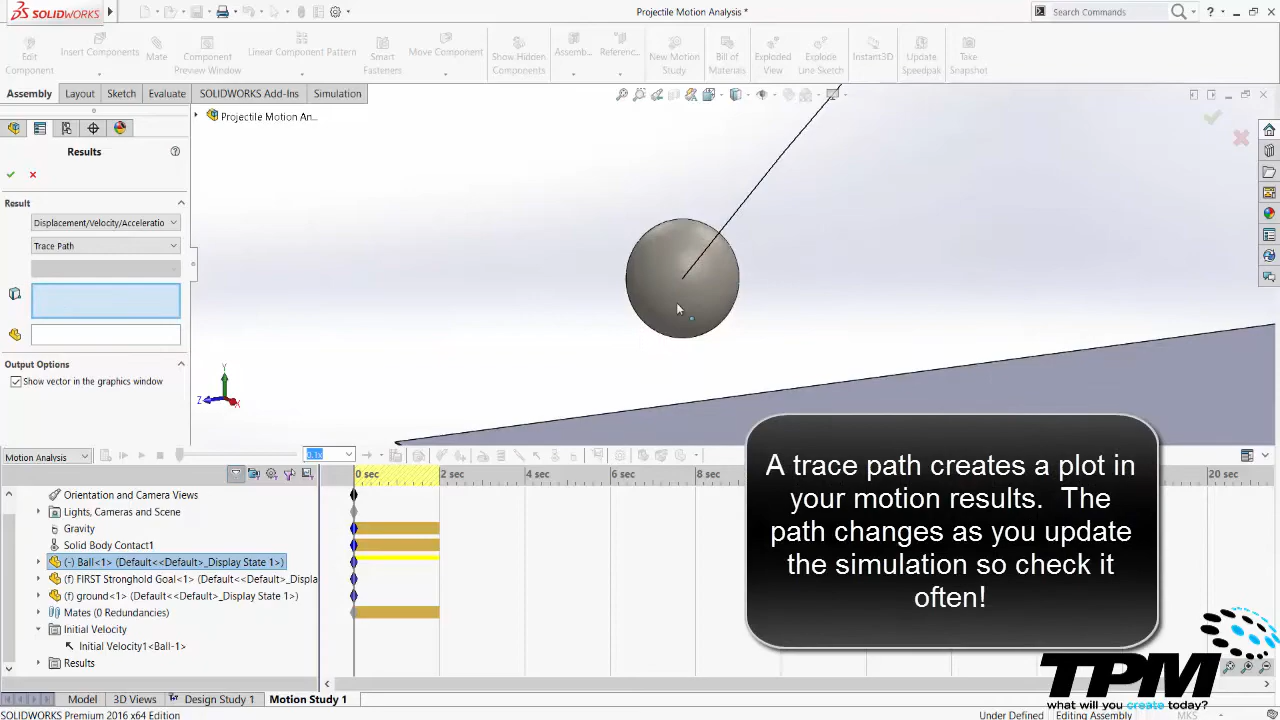 SOLIDWORKS
Projectile Motion Analysis *
Search Commands
Edit Component
Insert Components
Mate
Component Preview Window
Linear Component Pattern
Smart Fasteners
Move Component
Show Hidden Components
Assemb...
Referenc...
New Motion Study
Bill of Materials
Exploded View
Explode Line Sketch
Instant3D
Update Speedpak
Take Snapshot
Assembly
Layout
Sketch
Evaluate
SOLIDWORKS Add-Ins
Simulation
Projectile Motion An...
Results
Result
Displacement/Velocity/Acceleratio
Trace Path
Output Options
Show vector in the graphics window
Y
Z
X
Motion Analysis
0.1x
0 sec
2 sec
4 sec
6 sec
8 sec
20 sec
Orientation and Camera Views
Lights, Cameras and Scene
Gravity
Solid Body Contact1
(-) Ball<1> (Default<<Default>_Display State 1>)
(f) FIRST Stronghold Goal<1> (Default<<Default>_Displa
(f) ground<1> (Default<<Default>_Display State 1>)
Mates (0 Redundancies)
Initial Velocity
Initial Velocity1<Ball-1>
Results
A trace path creates a plot in
your motion results. The
path changes as you update
the simulation so check it
often!
TPM
what will you create today?
Model
3D Views
Design Study 1
Motion Study 1
SOLIDWORKS Premium 2016 x64 Edition
Under Defined
Editing Assembly
MKS